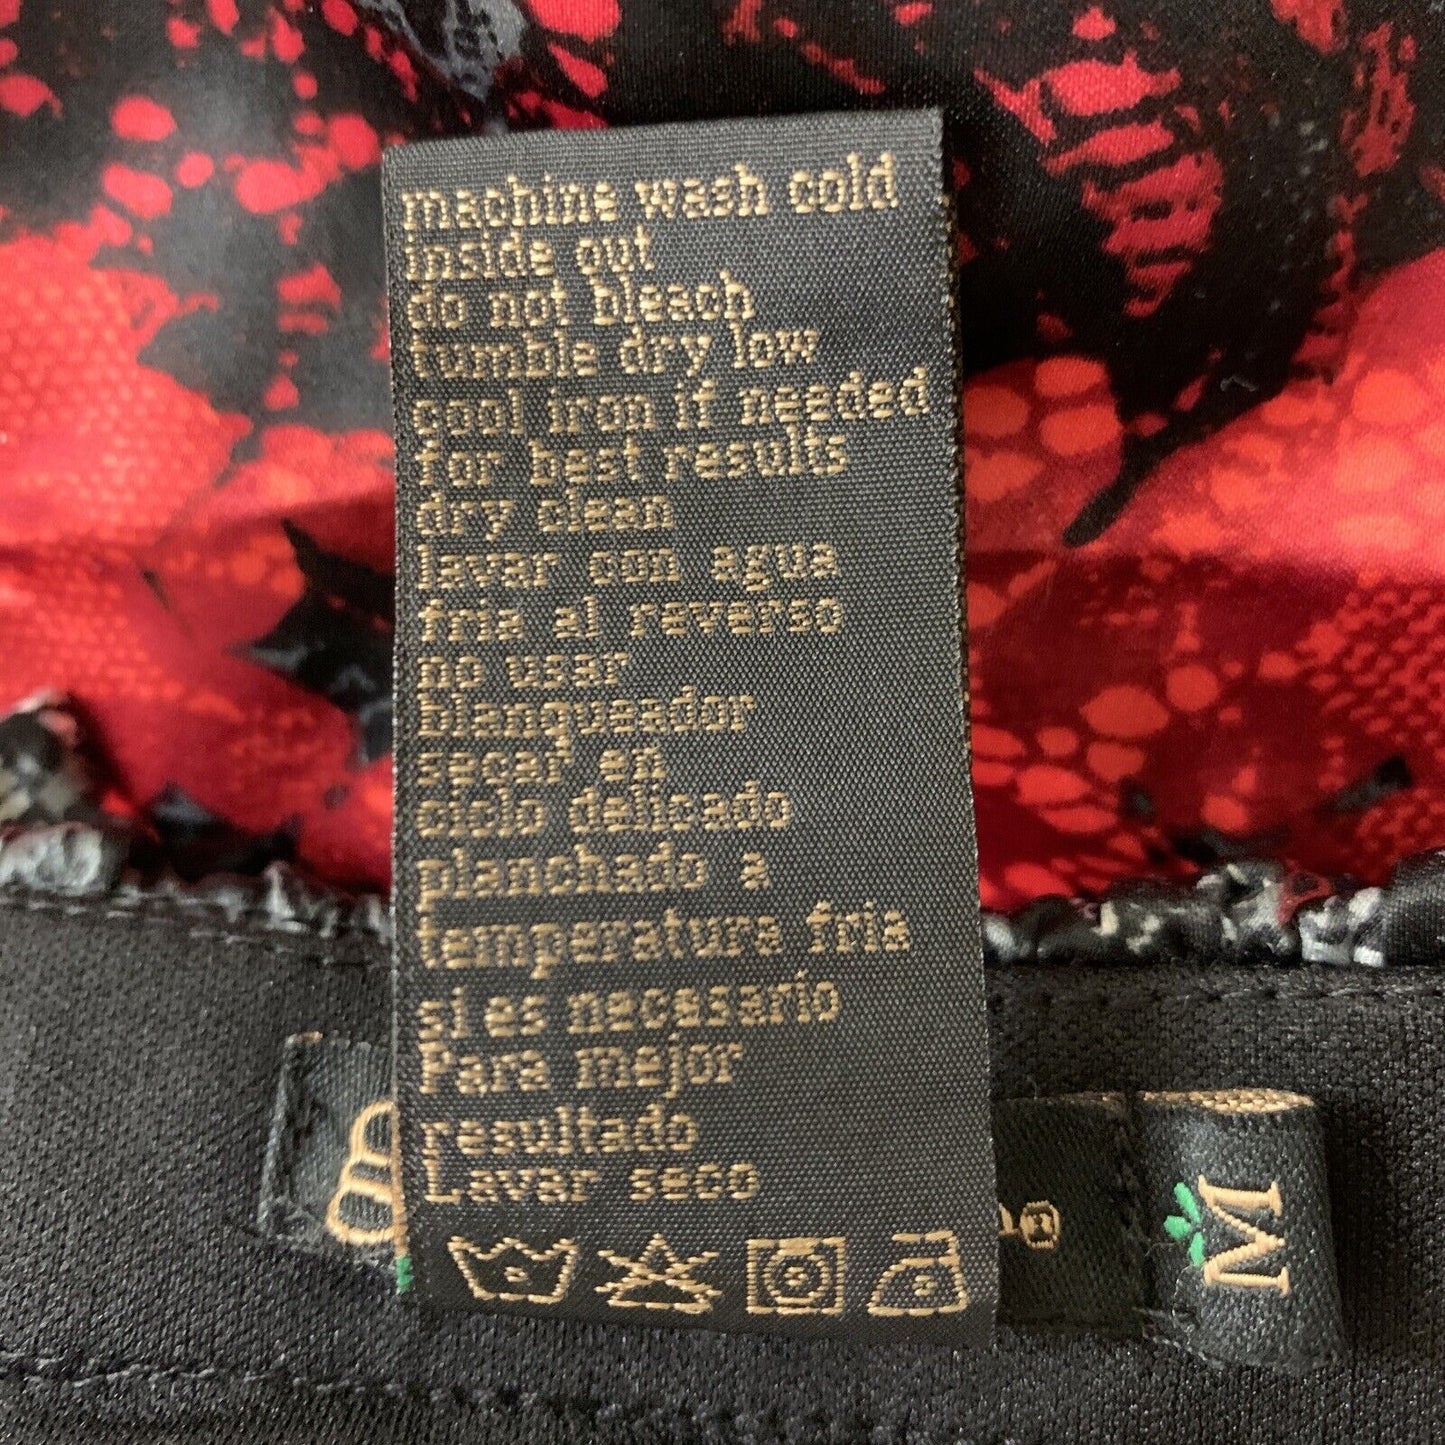 machine wash cold
inside out
do not bleach
tumble dry low
cool iron if needed
for best results
dry clean
lavar con agua
fria al reverso
no usar
blanqueador
secar en
ciclo delicado
planchado a
temperatura fria
si es necesario
Para mejor
resultado
Lavar seco
®
M